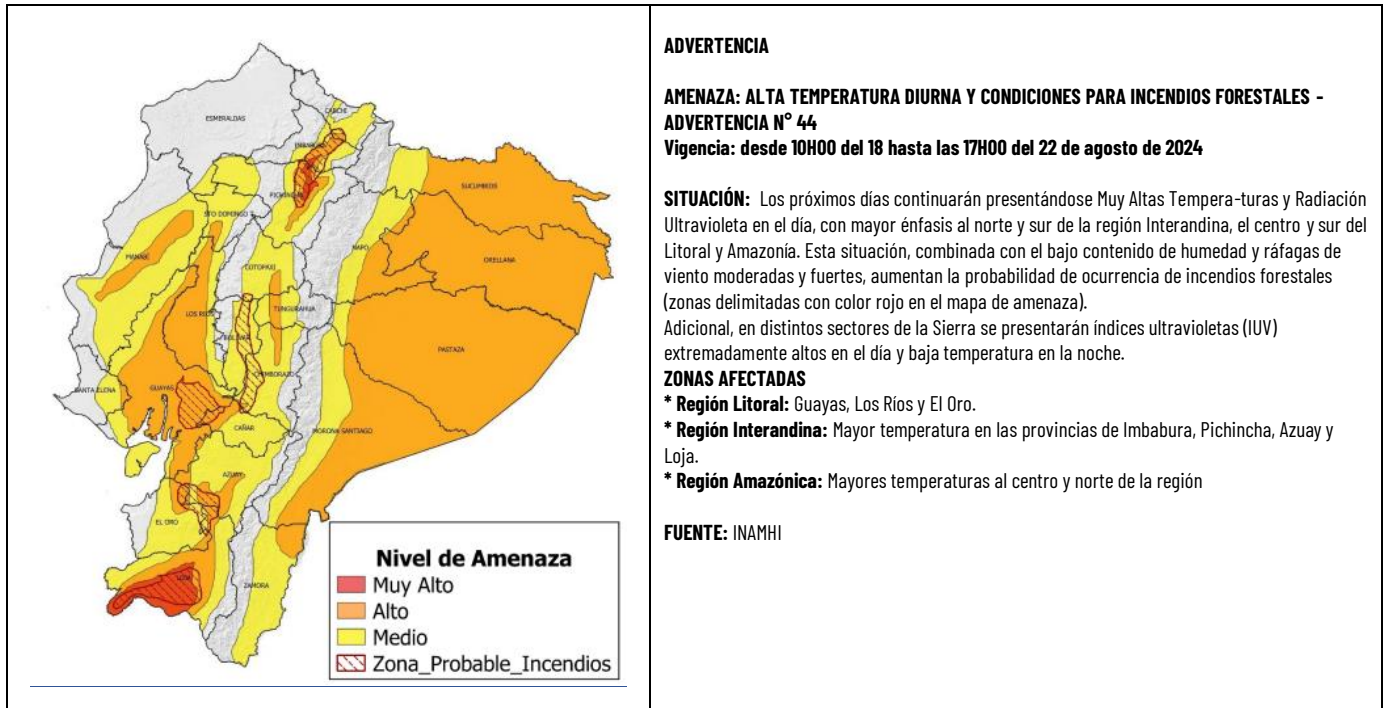 ESMERALDAS
CARCHI
IMBABURA
SUCUMBIOS
STO DOMINGO
NAPO
ORELLANA
MANABI
COTOPAXI
LOS RIOS
TUNGURAHUA
BOLIVAR
PASTAZA
CHIMBORAZO
SANTA ELENA
GUAYAS
CAÑAR
MORONA SANTIAGO
AZUAY
EL ORO
LOJA
ZAMORA
Nivel de Amenaza
Muy Alto
Alto
Medio
Zona_Probable_Incendios
ADVERTENCIA
AMENAZA: ALTA TEMPERATURA DIURNA Y CONDICIONES PARA INCENDIOS FORESTALES -
ADVERTENCIA N° 44
Vigencia: desde 10H00 del 18 hasta las 17H00 del 22 de agosto de 2024
SITUACIÓN: Los próximos días continuarán presentándose Muy Altas Tempera-turas y Radiación
Ultravioleta en el día, con mayor énfasis al norte y sur de la región Interandina, el centro y sur del
Litoral y Amazonía. Esta situación, combinada con el bajo contenido de humedad y ráfagas de
viento moderadas y fuertes, aumentan la probabilidad de ocurrencia de incendios forestales
(zonas delimitadas con color rojo en el mapa de amenaza).
Adicional, en distintos sectores de la Sierra se presentarán índices ultravioletas (IUV)
extremadamente altos en el día y baja temperatura en la noche.
ZONAS AFECTADAS
* Región Litoral: Guayas, Los Ríos y El Oro.
* Región Interandina: Mayor temperatura en las provincias de Imbabura, Pichincha, Azuay y
Loja.
* Región Amazónica: Mayores temperaturas al centro y norte de la región
FUENTE: INAMHI